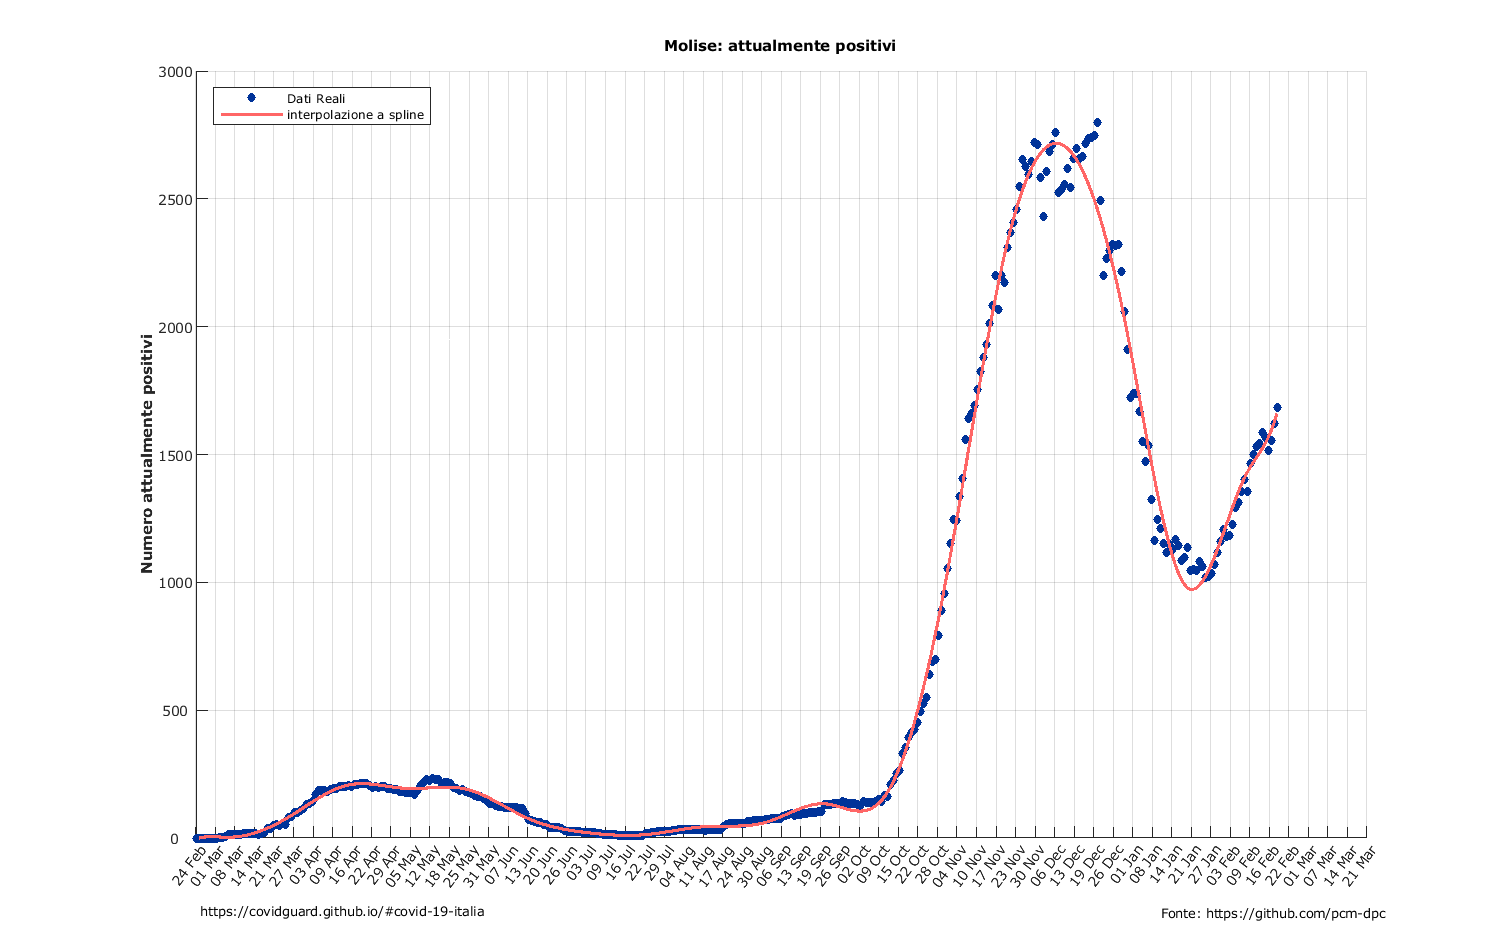 Molise: attualmente positivi
3000
2500
2000
1500
1000
500
0
Numero attualmente positivi
Dati Reali
interpolazione a spline
24 Feb
01 Mar
08 Mar
14 Mar
21 Mar
27 Mar
03 Apr
09 Apr
16 Apr
22 Apr
29 Apr
05 May
12 May
18 May
25 May
31 May
07 Jun
13 Jun
20 Jun
26 Jun
03 Jul
09 Jul
16 Jul
22 Jul
29 Jul
04 Aug
11 Aug
17 Aug
24 Aug
30 Aug
06 Sep
13 Sep
19 Sep
26 Sep
02 Oct
09 Oct
15 Oct
22 Oct
28 Oct
04 Nov
10 Nov
17 Nov
23 Nov
30 Nov
06 Dec
13 Dec
19 Dec
26 Dec
01 Jan
08 Jan
14 Jan
21 Jan
27 Jan
03 Feb
09 Feb
16 Feb
22 Feb
01 Mar
07 Mar
14 Mar
21 Mar
https://covidguard.github.io/#covid-19-italia
Fonte: https://github.com/pcm-dpc